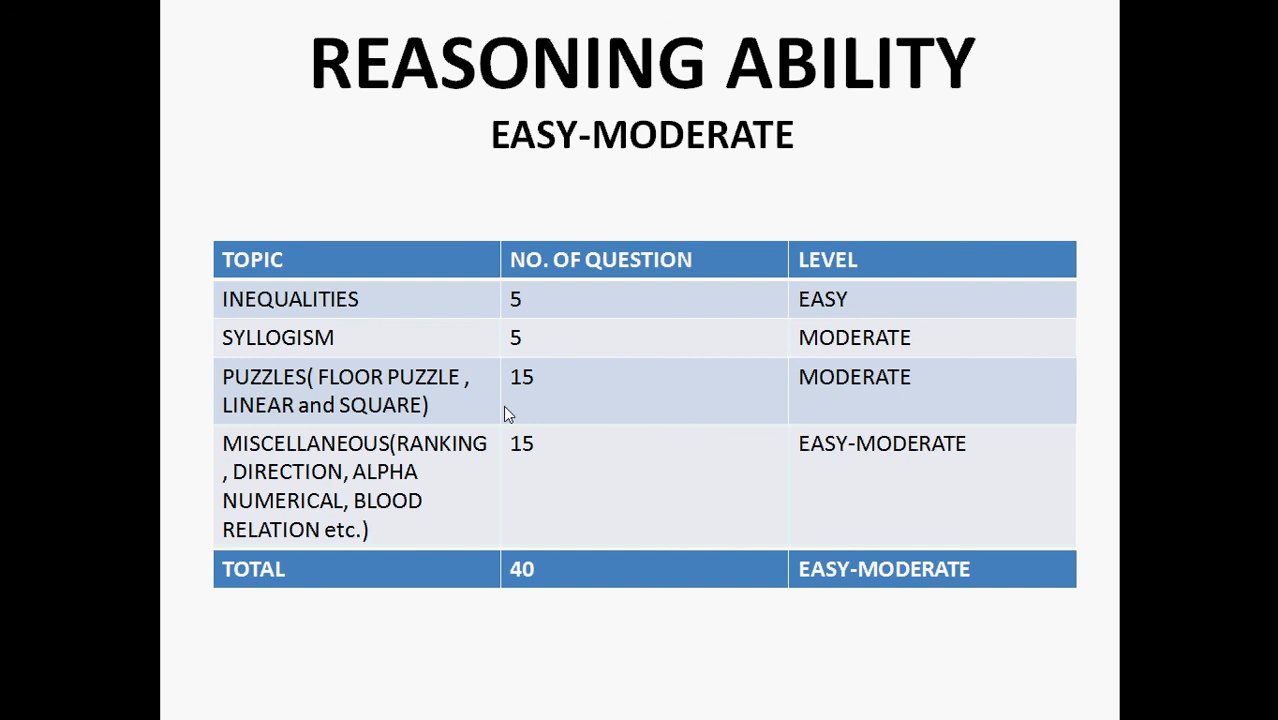 REASONING ABILITY
EASY-MODERATE
TOPIC NO. OF QUESTION LEVEL
INEQUALITIES 5 EASY
SYLLOGISM 5 MODERATE
PUZZLES( FLOOR PUZZLE , 15 MODERATE
LINEAR and SQUARE)
MISCELLANEOUS(RANKING 15 EASY-MODERATE
, DIRECTION, ALPHA
NUMERICAL, BLOOD
RELATION etc.)
TOTAL 40 EASY-MODERATE